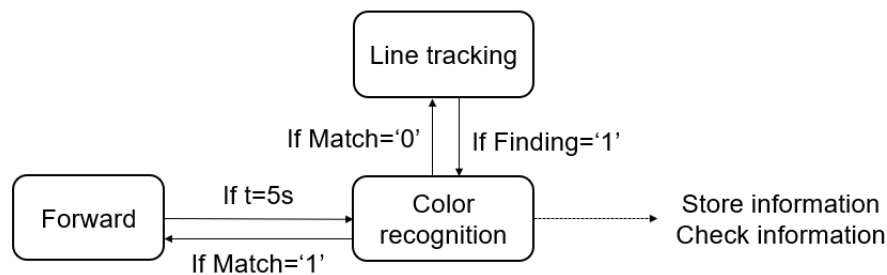 Line tracking
If Match=‘0’
If Finding=‘1’
If t=5s
Forward
Color
recognition
Store information
Check information
If Match=‘1’